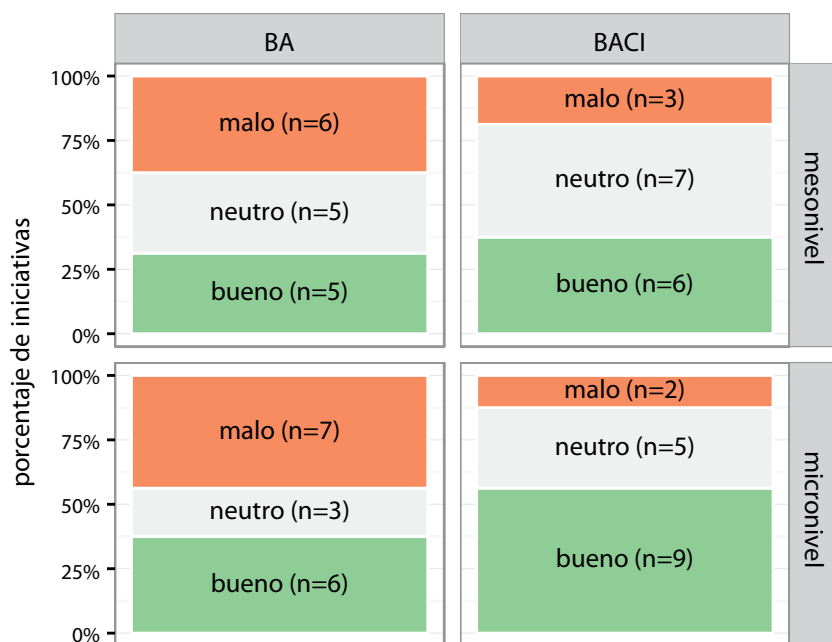 BA
BACI
porcentaje de iniciativas
100%
75%
50%
25%
0%
malo (n=6)
neutro (n=5)
bueno (n=5)
malo (n=3)
neutro (n=7)
bueno (n=6)
mesonivel
100%
75%
50%
25%
0%
malo (n=7)
neutro (n=3)
bueno (n=6)
malo (n=2)
neutro (n=5)
bueno (n=9)
micronivel